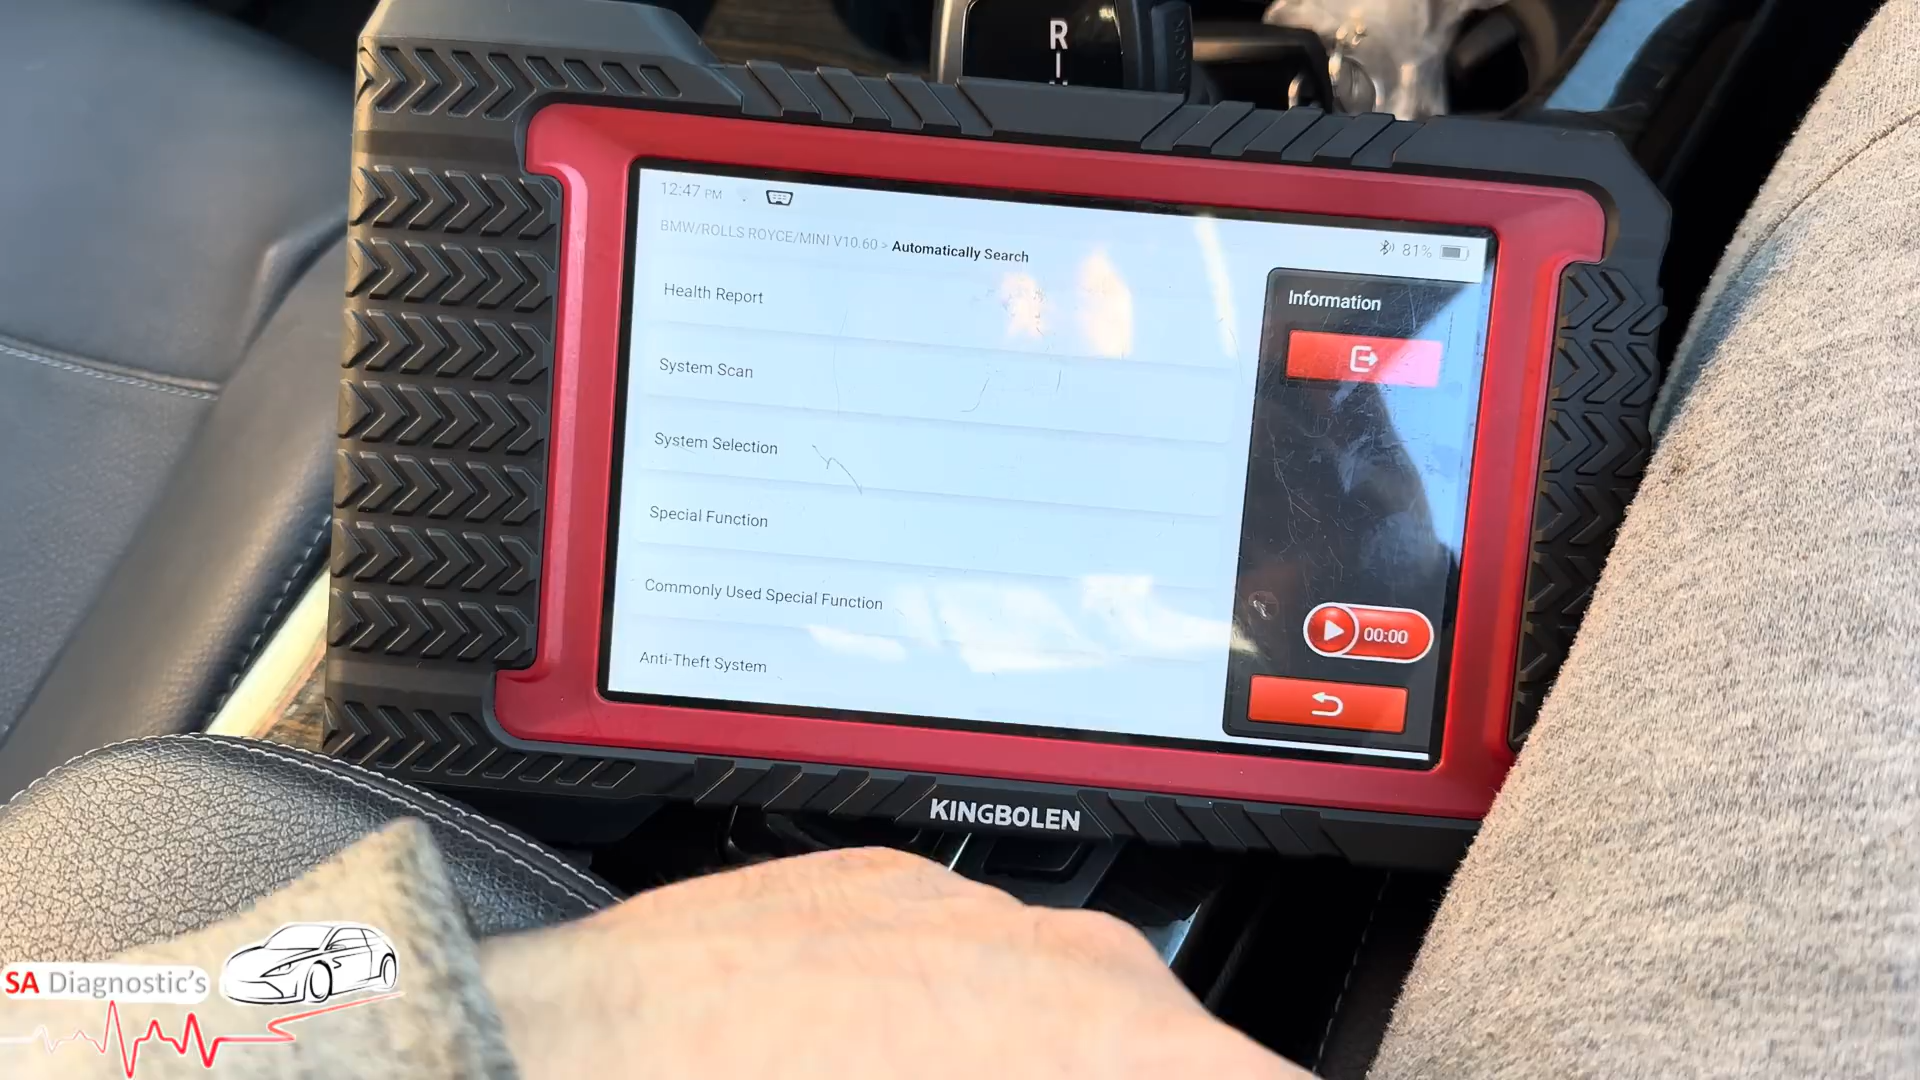 R
LOCK
12:47 PM
81%
BMW/ROLLS ROYCE/MINI V10.60 > Automatically Search
Health Report
System Scan
System Selection
Special Function
Commonly Used Special Function
Anti-Theft System
Information
00:00
KINGBOLEN
SA Diagnostic's